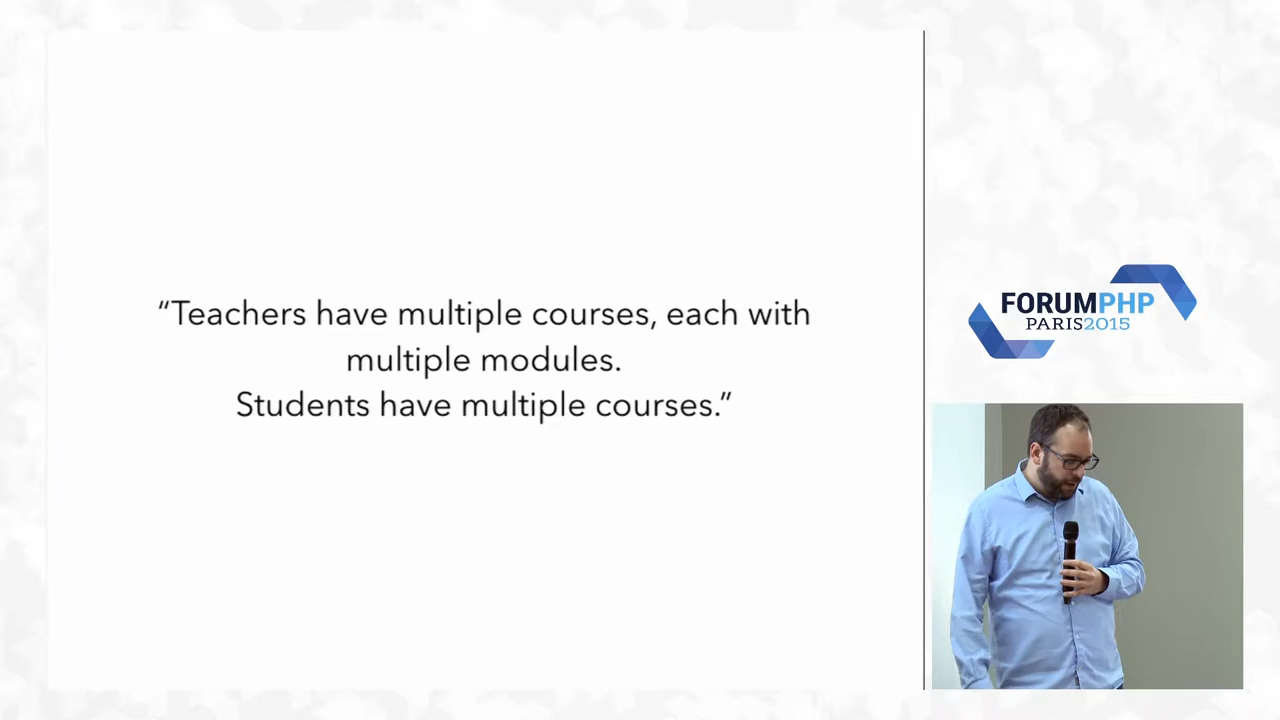 “Teachers have multiple courses, each with
multiple modules.
Students have multiple courses.”
FORUMPHP
PARIS2015